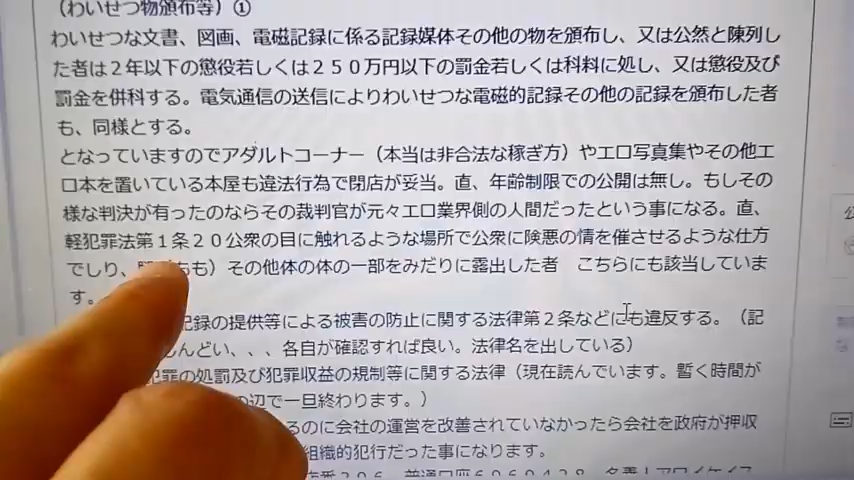 （わいせつ物頒布等）①
わいせつな文書、図画、電磁記録に係る記録媒体その他の物を頒布し、又は公然と陳列し
た者は２年以下の懲役若しくは２５０万円以下の罰金若しくは科料に処し、又は懲役及び
罰金を併科する。電気通信の送信によりわいせつな電磁的記録その他の記録を頒布した者
も、同様とする。
となっていますのでアダルトコーナー（本当は非合法な稼ぎ方）やエロ写真集やその他エ
ロ本を置いている本屋も違法行為で閉店が妥当。直、年齢制限での公開は無し。もしその
様な判決が有ったのならその裁判官が元々エロ業界側の人間だったという事になる。直、
軽犯罪法第１条２０公衆の目に触れるような場所で公衆に険悪の情を催させるような仕方
でしり、もも）その他体の体の一部をみだりに露出した者　こちらにも該当していま
す。
記録の提供等による被害の防止に関する法律第２条などにも違反する。（記
しんどい、、、各自が確認すれば良い。法律名を出している）
犯罪の処罰及び犯罪収益の規制等に関する法律（現在読んでいます。暫く時間が
の辺で一旦終わります。）
るのに会社の運営を改善されていなかったら会社を政府が押収
組織的犯行だった事になります。